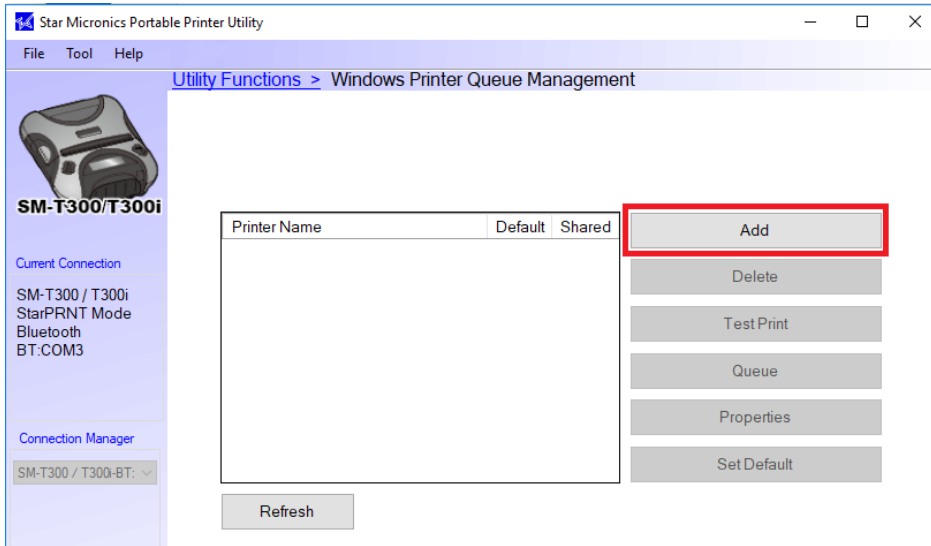 Star Micronics Portable Printer Utility
File Tool Help
Utility Functions > Windows Printer Queue Management
SM-T300/T300i
Current Connection
SM-T300 / T300i
StarPRNT Mode
Bluetooth
BT:COM3
Connection Manager
SM-T300 / T300i-BT:
Printer Name Default Shared
Add
Delete
Test Print
Queue
Properties
Set Default
Refresh